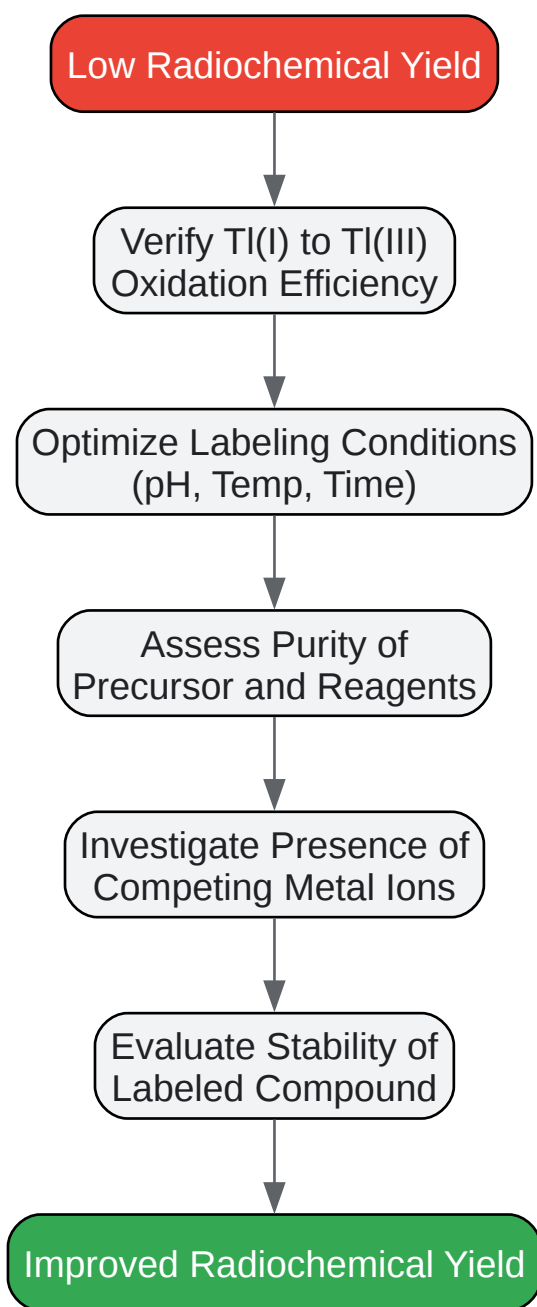 Low Radiochemical Yield
Verify Tl(I) to Tl(III)
Oxidation Efficiency
Optimize Labeling Conditions
(pH, Temp, Time)
Assess Purity of
Precursor and Reagents
Investigate Presence of
Competing Metal Ions
Evaluate Stability of
Labeled Compound
Improved Radiochemical Yield